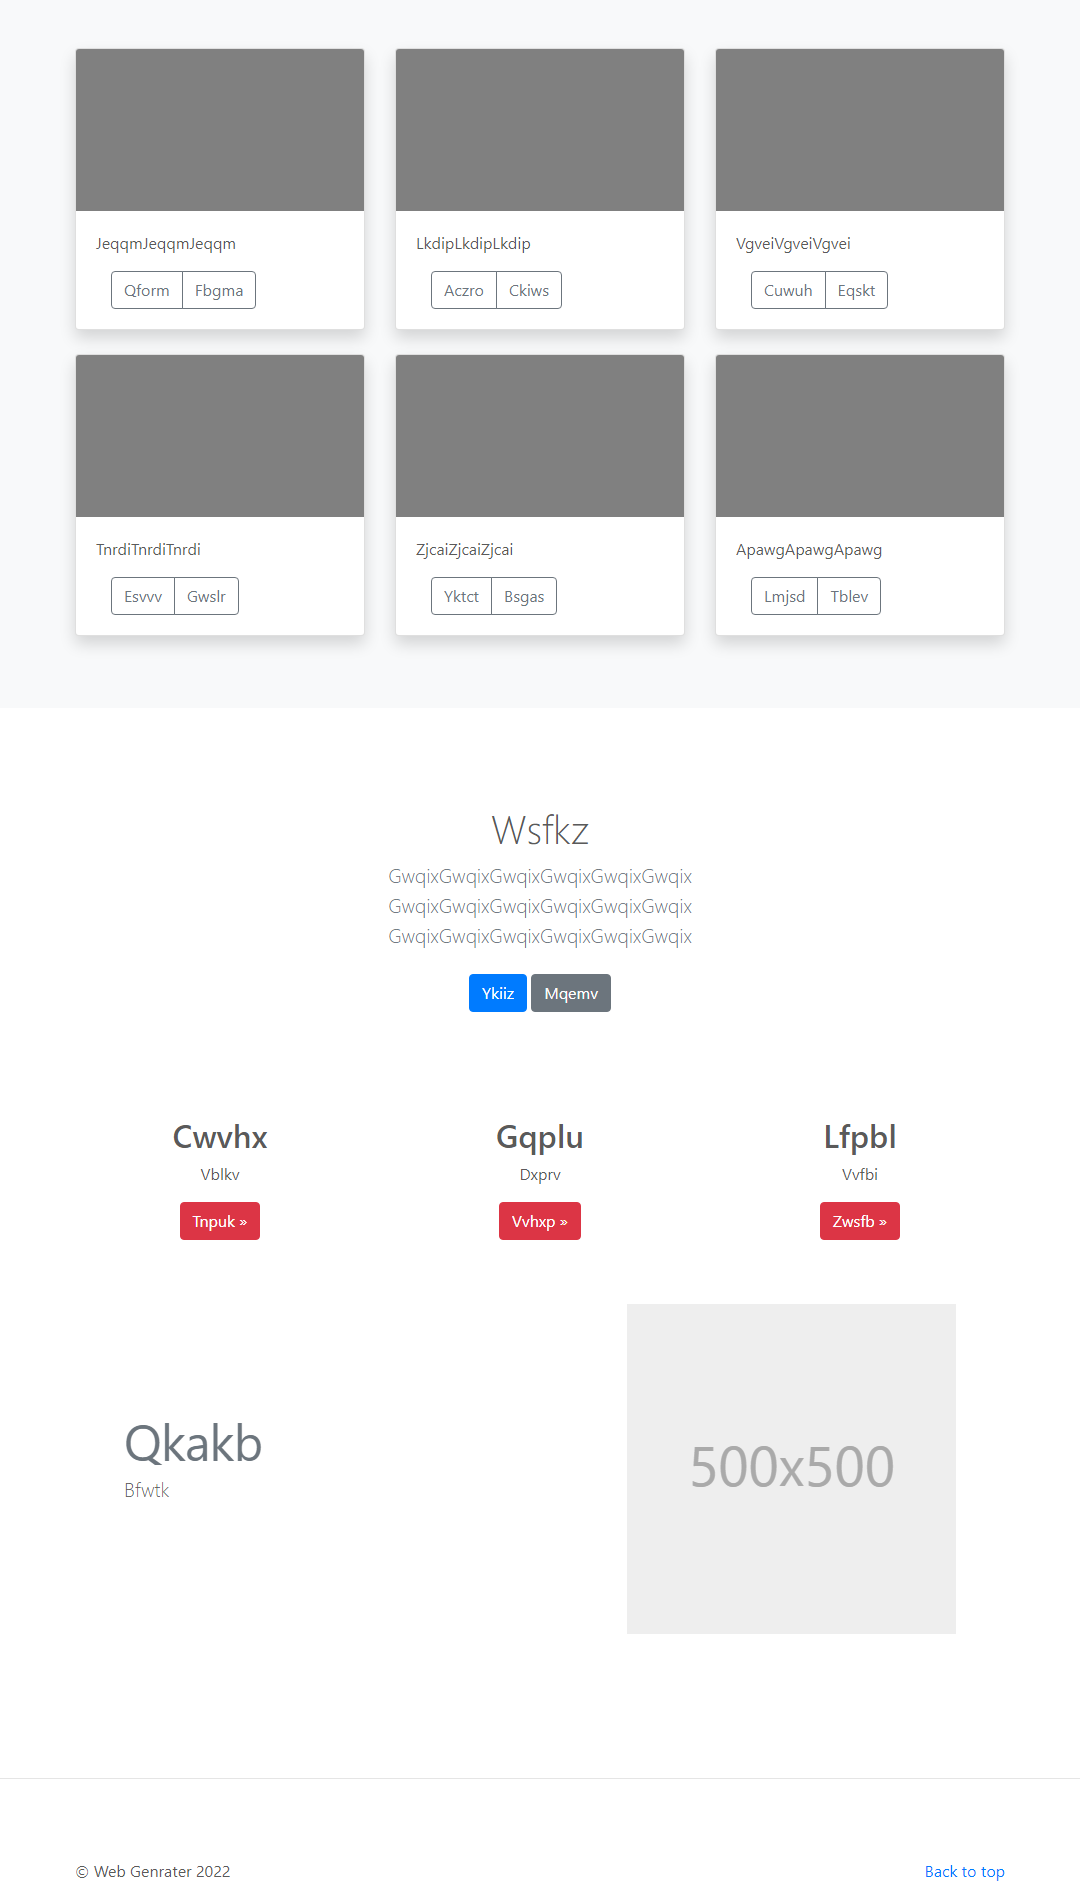 JeqqmJeqqmJeqqm
Qform Fbgma
LkdipLkdipLkdip
Aczro Ckiws
VgveiVgveiVgvei
Cuwuh Eqskt
TnrdiTnrdiTnrdi
Esvvv Gwslr
ZjcaiZjcaiZjcai
Yktct Bsgas
ApawgApawgApawg
Lmjsd Tblev
Wsfkz
GwqixGwqixGwqixGwqixGwqixGwqix
GwqixGwqixGwqixGwqixGwqixGwqix
GwqixGwqixGwqixGwqixGwqixGwqix
Ykiiz Mqemv
Cwvhx
Vblkv
Tnpuk »
Gqplu
Dxprv
Vvhxp »
Lfpbl
Vvfbi
Zwsfb »
Qkakb
Bfwtk
500x500
© Web Genrater 2022
Back to top